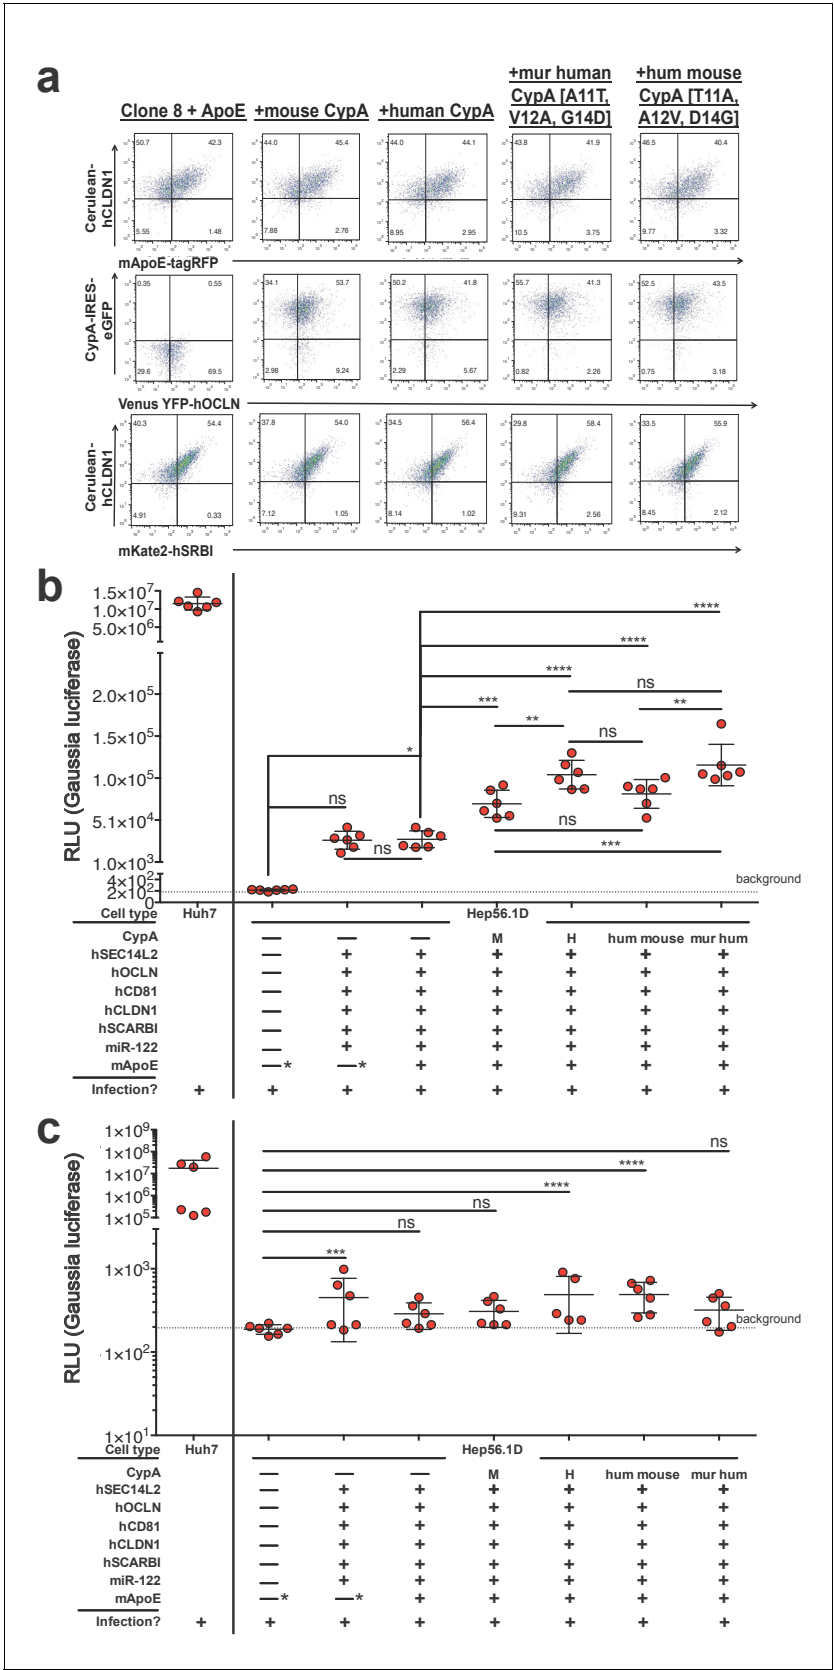 a
Clone 8 + ApoE
+mouse CypA
+human CypA
+mur human
CypA [A11T,
V12A, G14D]
+hum mouse
CypA [T11A,
A12V, D14G]
Cerulean-
hCLDN1
50.7 42.3 44.0 45.4 44.0 44.1 43.8 41.9 46.5 40.4
5.55 1.48 7.88 2.76 8.95 2.95 10.5 3.75 9.77 3.32
mApoE-tagRFP
CypA-IRES-
eGFP
0.35 0.55 34.1 53.7 50.2 41.8 55.7 41.3 52.5 43.5
29.6 69.5 2.98 9.24 2.29 5.67 0.82 2.26 0.75 3.18
Venus YFP-hOCLN
Cerulean-
hCLDN1
40.3 54.4 37.8 54.0 34.5 56.4 29.8 58.4 33.5 55.9
4.91 0.33 7.12 1.05 8.14 1.02 9.31 2.56 8.45 2.12
mKate2-hSRBI
b
RLU (Gaussia luciferase)
1.5×10⁷
1.0×10⁷
5.0×10⁶
2.0×10⁵
1.5×10⁵
1.0×10⁵
5.1×10⁴
1.0×10³
4×10²
2×10²
0
****
****
****
ns
***
**
**
ns
*
ns
ns
ns
***
background
Cell type Huh7 Hep56.1D
CypA — — — M H hum mouse mur hum
hSEC14L2 — + + + + + +
hOCLN — + + + + + +
hCD81 — + + + + + +
hCLDN1 — + + + + + +
hSCARBI — + + + + + +
miR-122 — + + + + + +
mApoE —* —* + + + + +
Infection? + + + + + + + +
c
RLU (Gaussia luciferase)
1×10⁹
1×10⁸
1×10⁷
1×10⁶
1×10⁵
1×10³
1×10²
1×10¹
ns
****
****
ns
ns
***
background
Cell type Huh7 Hep56.1D
CypA — — — M H hum mouse mur hum
hSEC14L2 — + + + + + +
hOCLN — + + + + + +
hCD81 — + + + + + +
hCLDN1 — + + + + + +
hSCARBI — + + + + + +
miR-122 — + + + + + +
mApoE —* —* + + + + +
Infection? + + + + + + + +